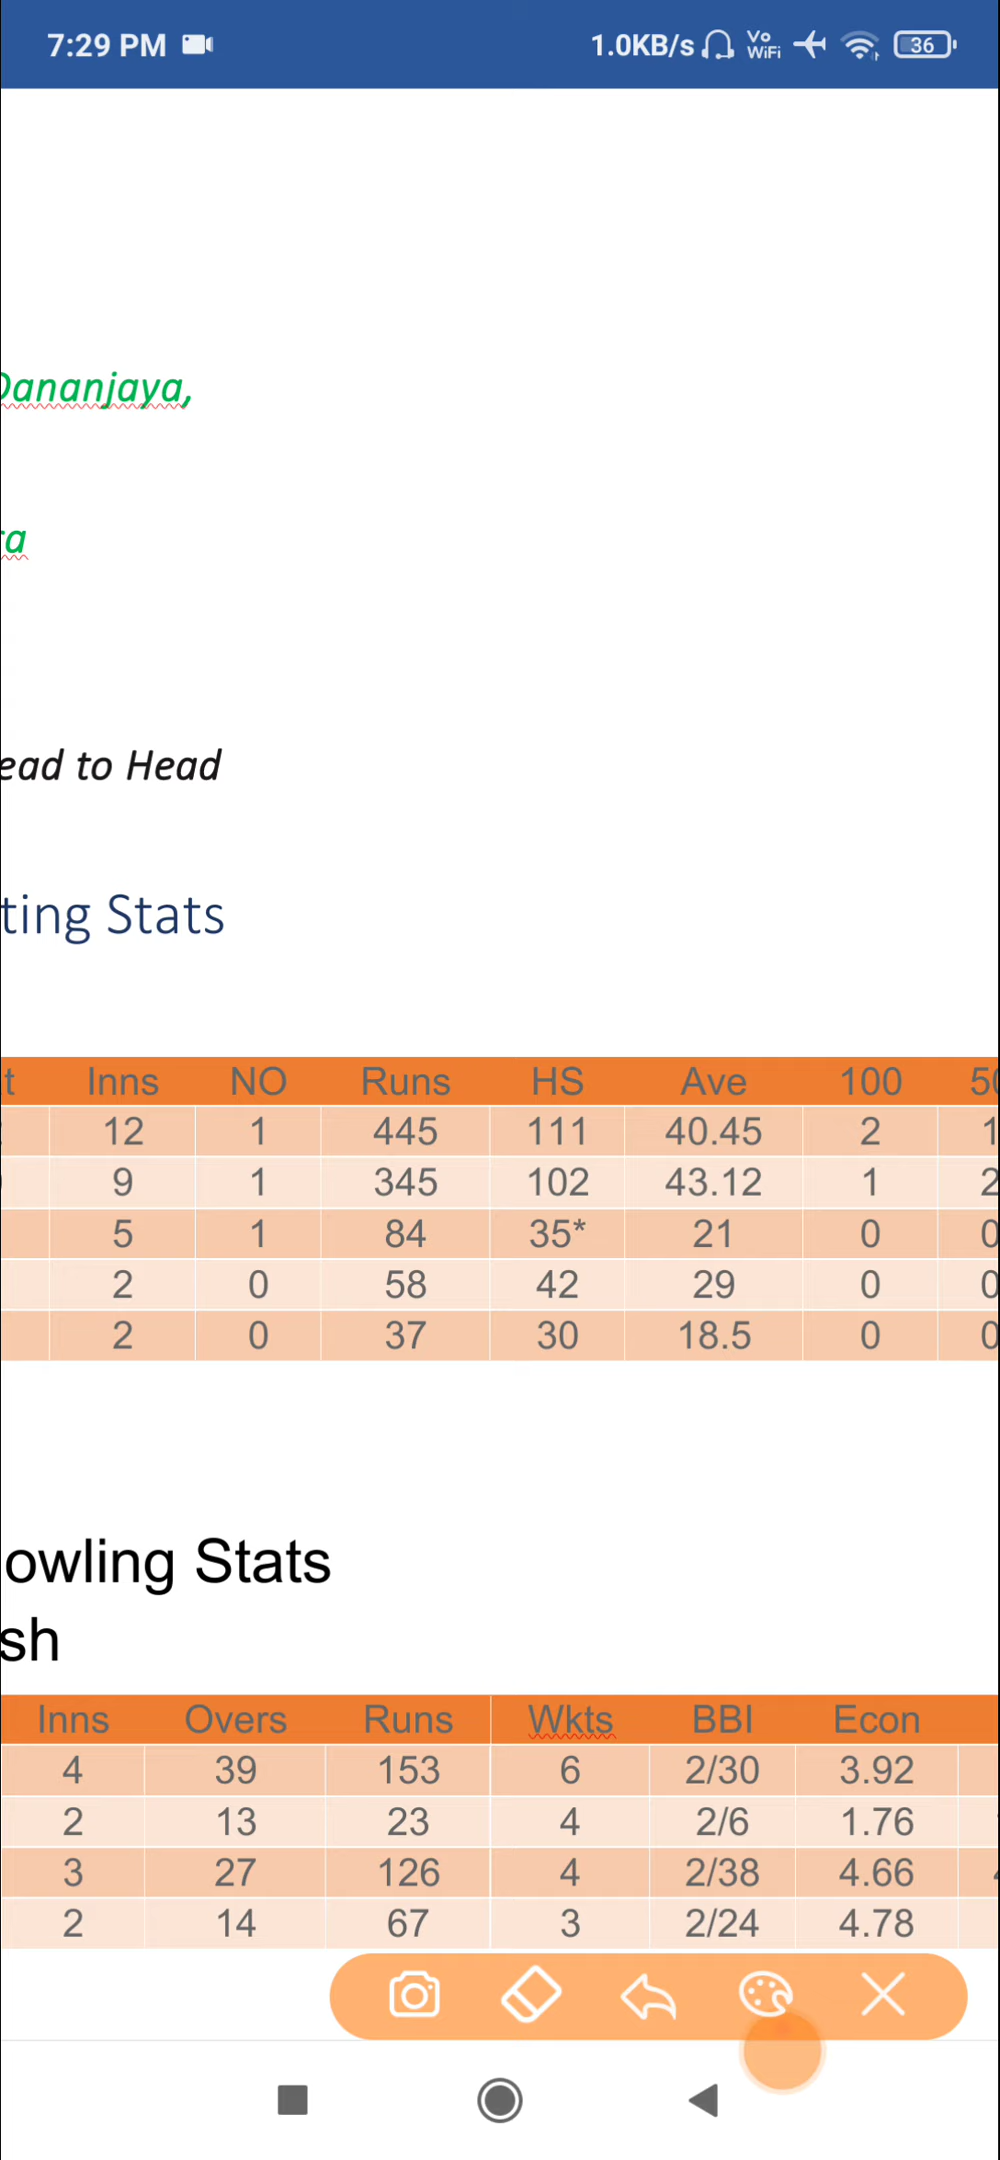 7:29 PM 1.0KB/s Vo WiFi 36
Dananjaya,
ra
ead to Head
ting Stats
t Inns NO Runs HS Ave 100 50
12 1 445 111 40.45 2 1
9 1 345 102 43.12 1 2
5 1 84 35* 21 0 0
2 0 58 42 29 0 0
2 0 37 30 18.5 0 0
owling Stats
sh
Inns Overs Runs Wkts BBI Econ
4 39 153 6 2/30 3.92
2 13 23 4 2/6 1.76
3 27 126 4 2/38 4.66
2 14 67 3 2/24 4.78